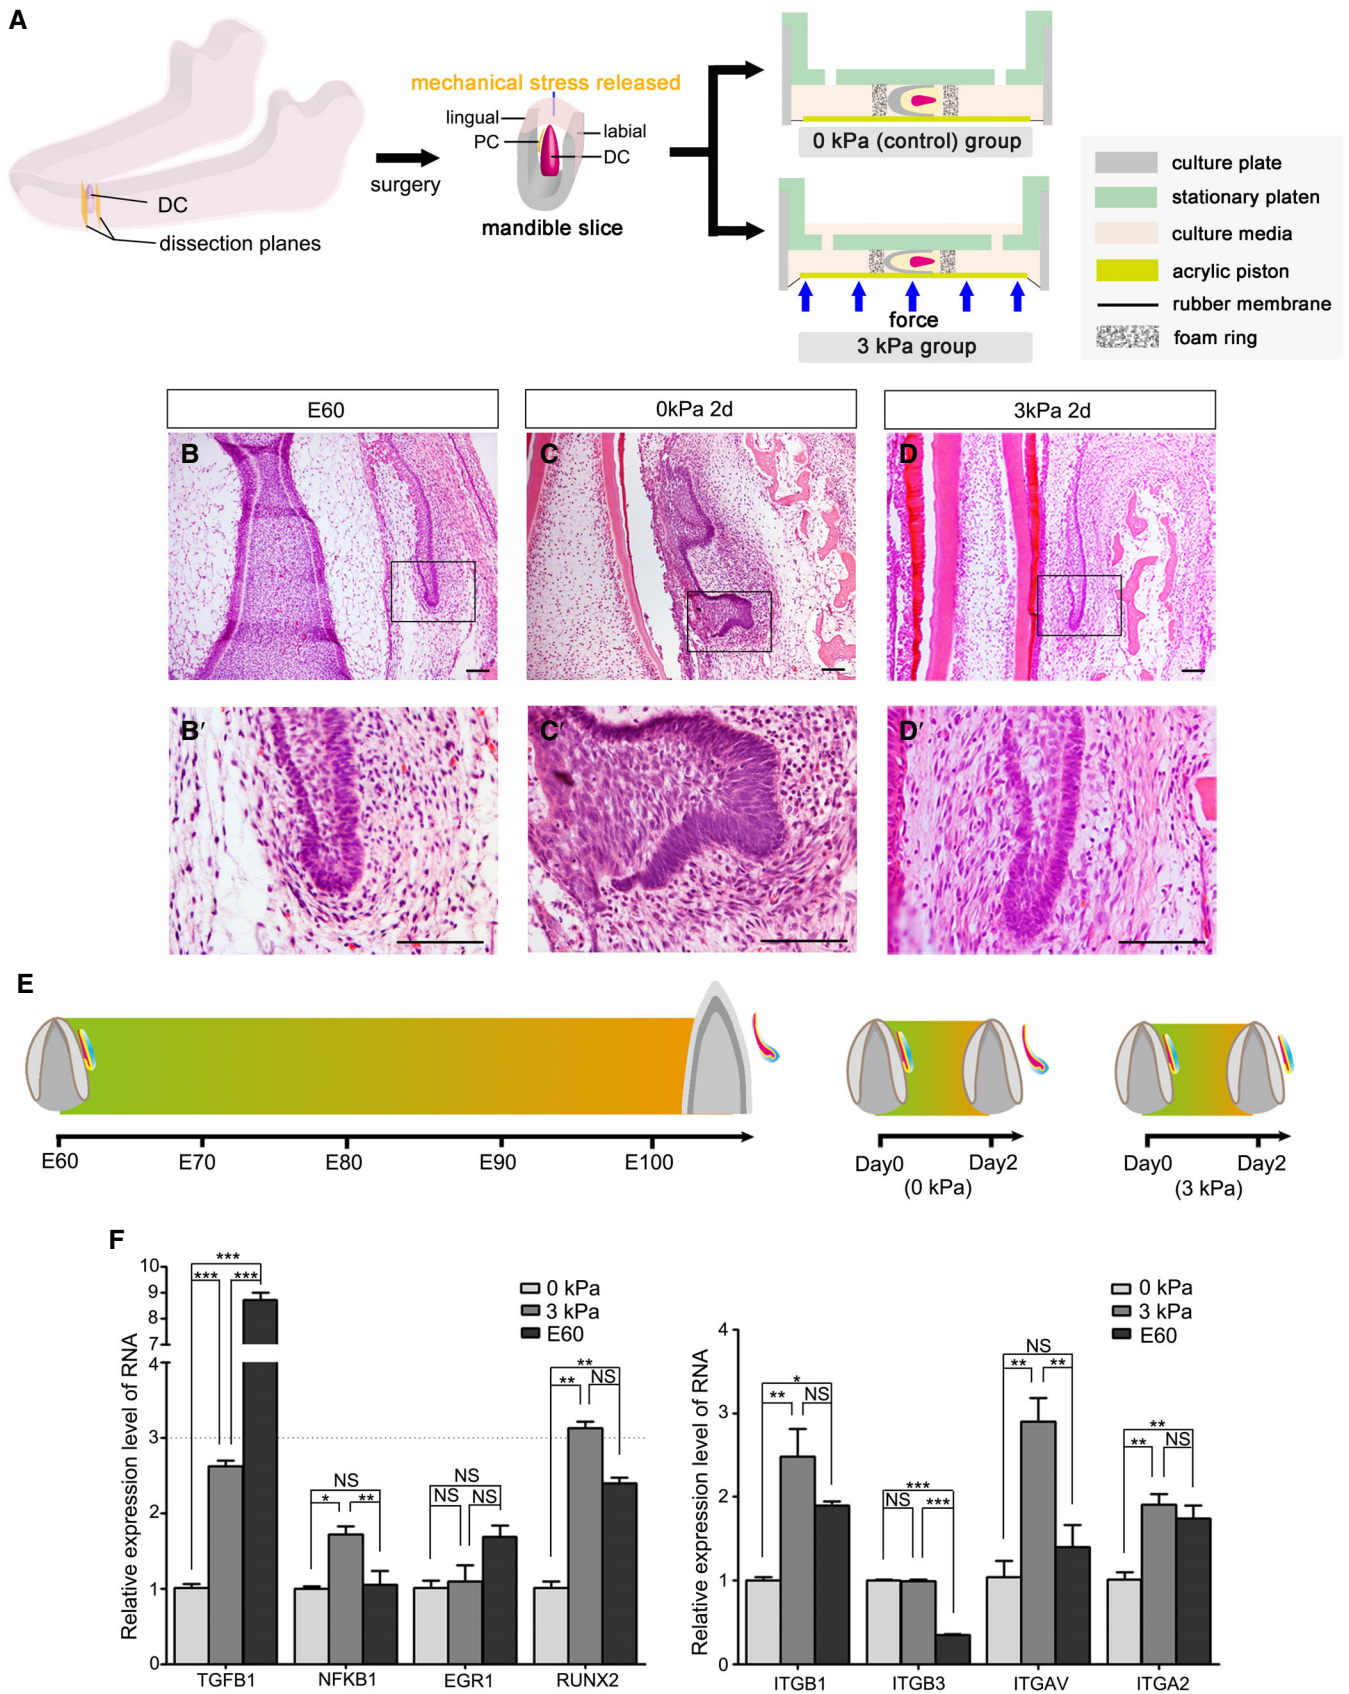 A
mechanical stress released
lingual
PC
labial
DC
surgery
mandible slice
DC
dissection planes
0 kPa (control) group
force
3 kPa group
culture plate
stationary platen
culture media
acrylic piston
rubber membrane
foam ring
E60
0kPa 2d
3kPa 2d
B
C
D
B'
C'
D'
E
E60
E70
E80
E90
E100
Day0
Day2
(0 kPa)
Day0
Day2
(3 kPa)
F
Relative expression level of RNA
10
9
8
7
4
3
2
1
0
***
***
***
NS
*
**
NS
NS
NS
**
**
NS
0 kPa
3 kPa
E60
TGFB1
NFKB1
EGR1
RUNX2
Relative expression level of RNA
4
3
2
1
0
*
**
NS
***
NS
***
NS
**
**
**
**
NS
0 kPa
3 kPa
E60
ITGB1
ITGB3
ITGAV
ITGA2